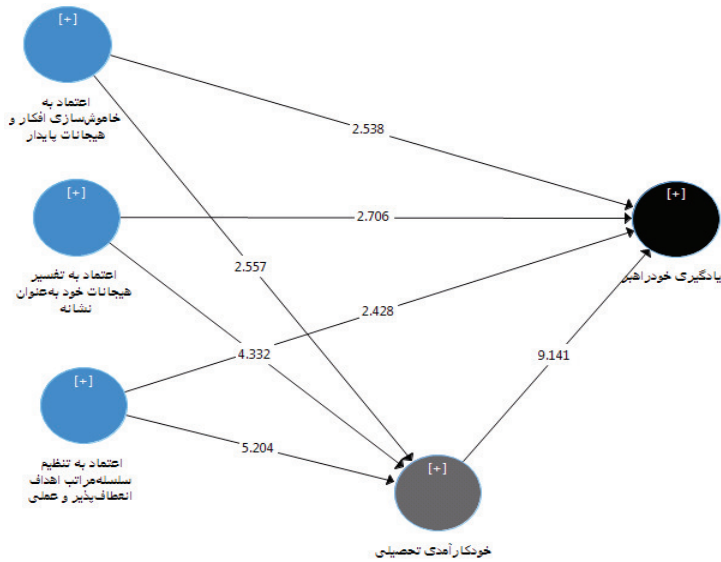 [+]
اعتماد به
خاموش‌سازی افکار و
هیجانات پایدار
2.538
[+]
اعتماد به تفسیر
هیجانات خود به‌عنوان
نشانه
2.706
[+]
یادگیری خودراهبر
2.557
2.428
4.332
9.141
[+]
اعتماد به تنظیم
سلسله‌مراتب اهداف
انعطاف‌پذیر و عملی
5.204
[+]
خودکارآمدی تحصیلی